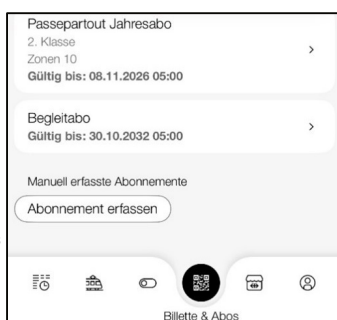 Passepartout Jahresabo
2. Klasse
Zonen 10
Gültig bis: 08.11.2026 05:00
Begleitabo
Gültig bis: 30.10.2032 05:00
Manuell erfasste Abonnemente
Abonnement erfassen
Billette & Abos